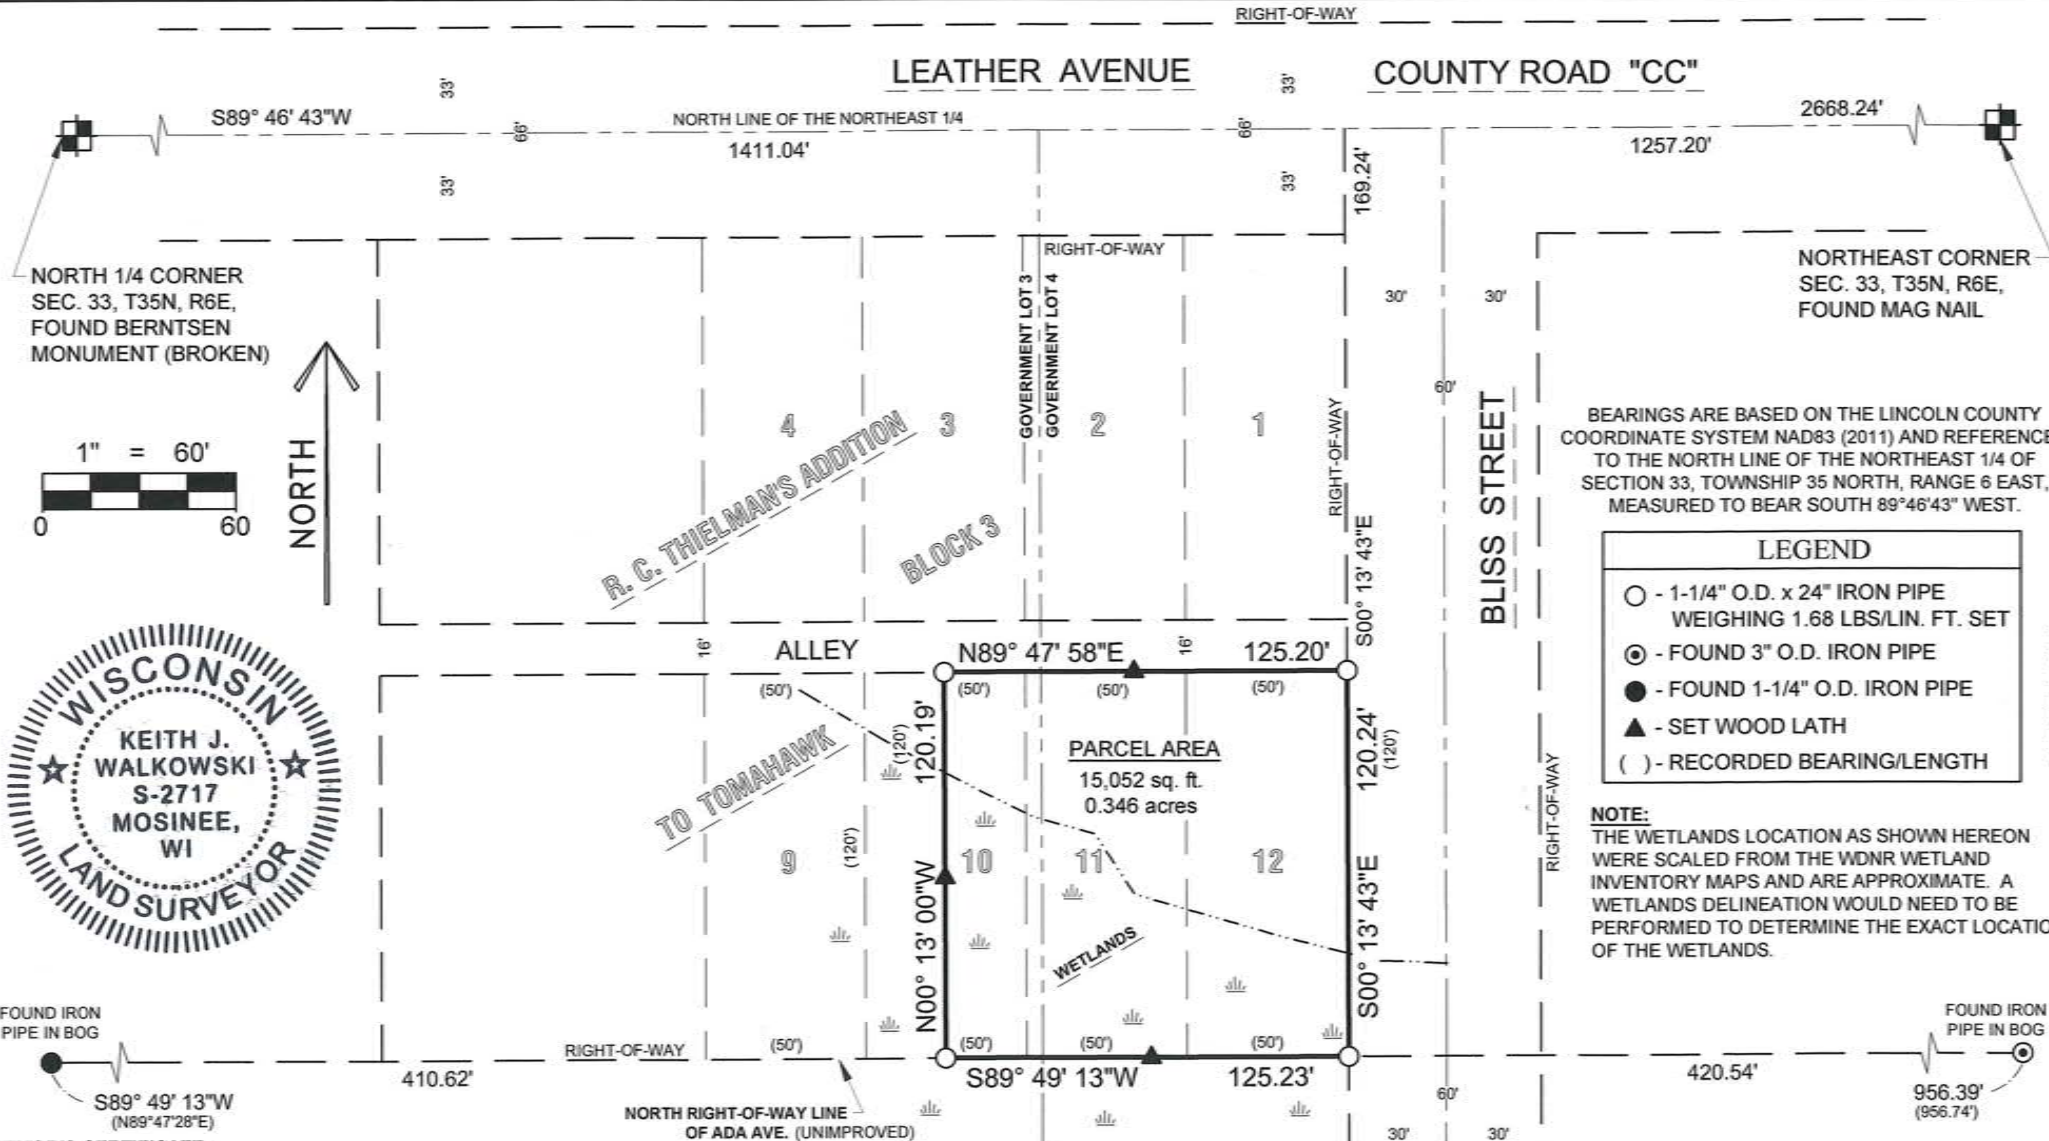 RIGHT-OF-WAY
LEATHER AVENUE
COUNTY ROAD "CC"
33'
33'
S89° 46' 43"W
66'
NORTH LINE OF THE NORTHEAST 1/4
1411.04'
66'
2668.24'
1257.20'
33'
33'
169.24'
NORTH 1/4 CORNER
SEC. 33, T35N, R6E,
FOUND BERNTSEN
MONUMENT (BROKEN)
RIGHT-OF-WAY
NORTHEAST CORNER
SEC. 33, T35N, R6E,
FOUND MAG NAIL
GOVERNMENT LOT 3
GOVERNMENT LOT 4
30'
30'
60'
1" = 60'
0
60
NORTH
4
3
2
1
R. C. THIELMAN'S ADDITION
BLOCK 3
RIGHT-OF-WAY
S00° 13' 43"E
BLISS STREET
BEARINGS ARE BASED ON THE LINCOLN COUNTY
COORDINATE SYSTEM NAD83 (2011) AND REFERENCE
TO THE NORTH LINE OF THE NORTHEAST 1/4 OF
SECTION 33, TOWNSHIP 35 NORTH, RANGE 6 EAST,
MEASURED TO BEAR SOUTH 89°46'43" WEST.
LEGEND
- 1-1/4" O.D. x 24" IRON PIPE
WEIGHING 1.68 LBS/LIN. FT. SET
- FOUND 3" O.D. IRON PIPE
- FOUND 1-1/4" O.D. IRON PIPE
- SET WOOD LATH
( ) - RECORDED BEARING/LENGTH
WISCONSIN
KEITH J.
WALKOWSKI
S-2717
MOSINEE,
WI
LAND SURVEYOR
16'
ALLEY
N89° 47' 58"E
16'
125.20'
(50')
(50')
(50')
(50')
TO TOMAHAWK
(120')
120.19'
PARCEL AREA
15,052 sq. ft.
0.346 acres
120.24'
(120')
9
(120')
10
11
12
N00° 13' 00"W
WETLANDS
S00° 13' 43"E
RIGHT-OF-WAY
NOTE:
THE WETLANDS LOCATION AS SHOWN HEREON
WERE SCALED FROM THE WDNR WETLAND
INVENTORY MAPS AND ARE APPROXIMATE. A
WETLANDS DELINEATION WOULD NEED TO BE
PERFORMED TO DETERMINE THE EXACT LOCATIO
OF THE WETLANDS.
FOUND IRON
PIPE IN BOG
RIGHT-OF-WAY
(50')
(50')
(50')
(50')
FOUND IRON
PIPE IN BOG
410.62'
S89° 49' 13"W
125.23'
420.54'
S89° 49' 13"W
(N89°47'28"E)
NORTH RIGHT-OF-WAY LINE
OF ADA AVE. (UNIMPROVED)
60'
956.39'
(956.74')
30'
30'